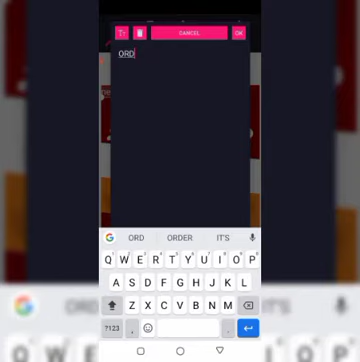 CANCEL
OK
ORD
ORD ORDER IT'S
Q W E R T Y U I O P
A S D F G H J K L
Z X C V B N M
?123 , .